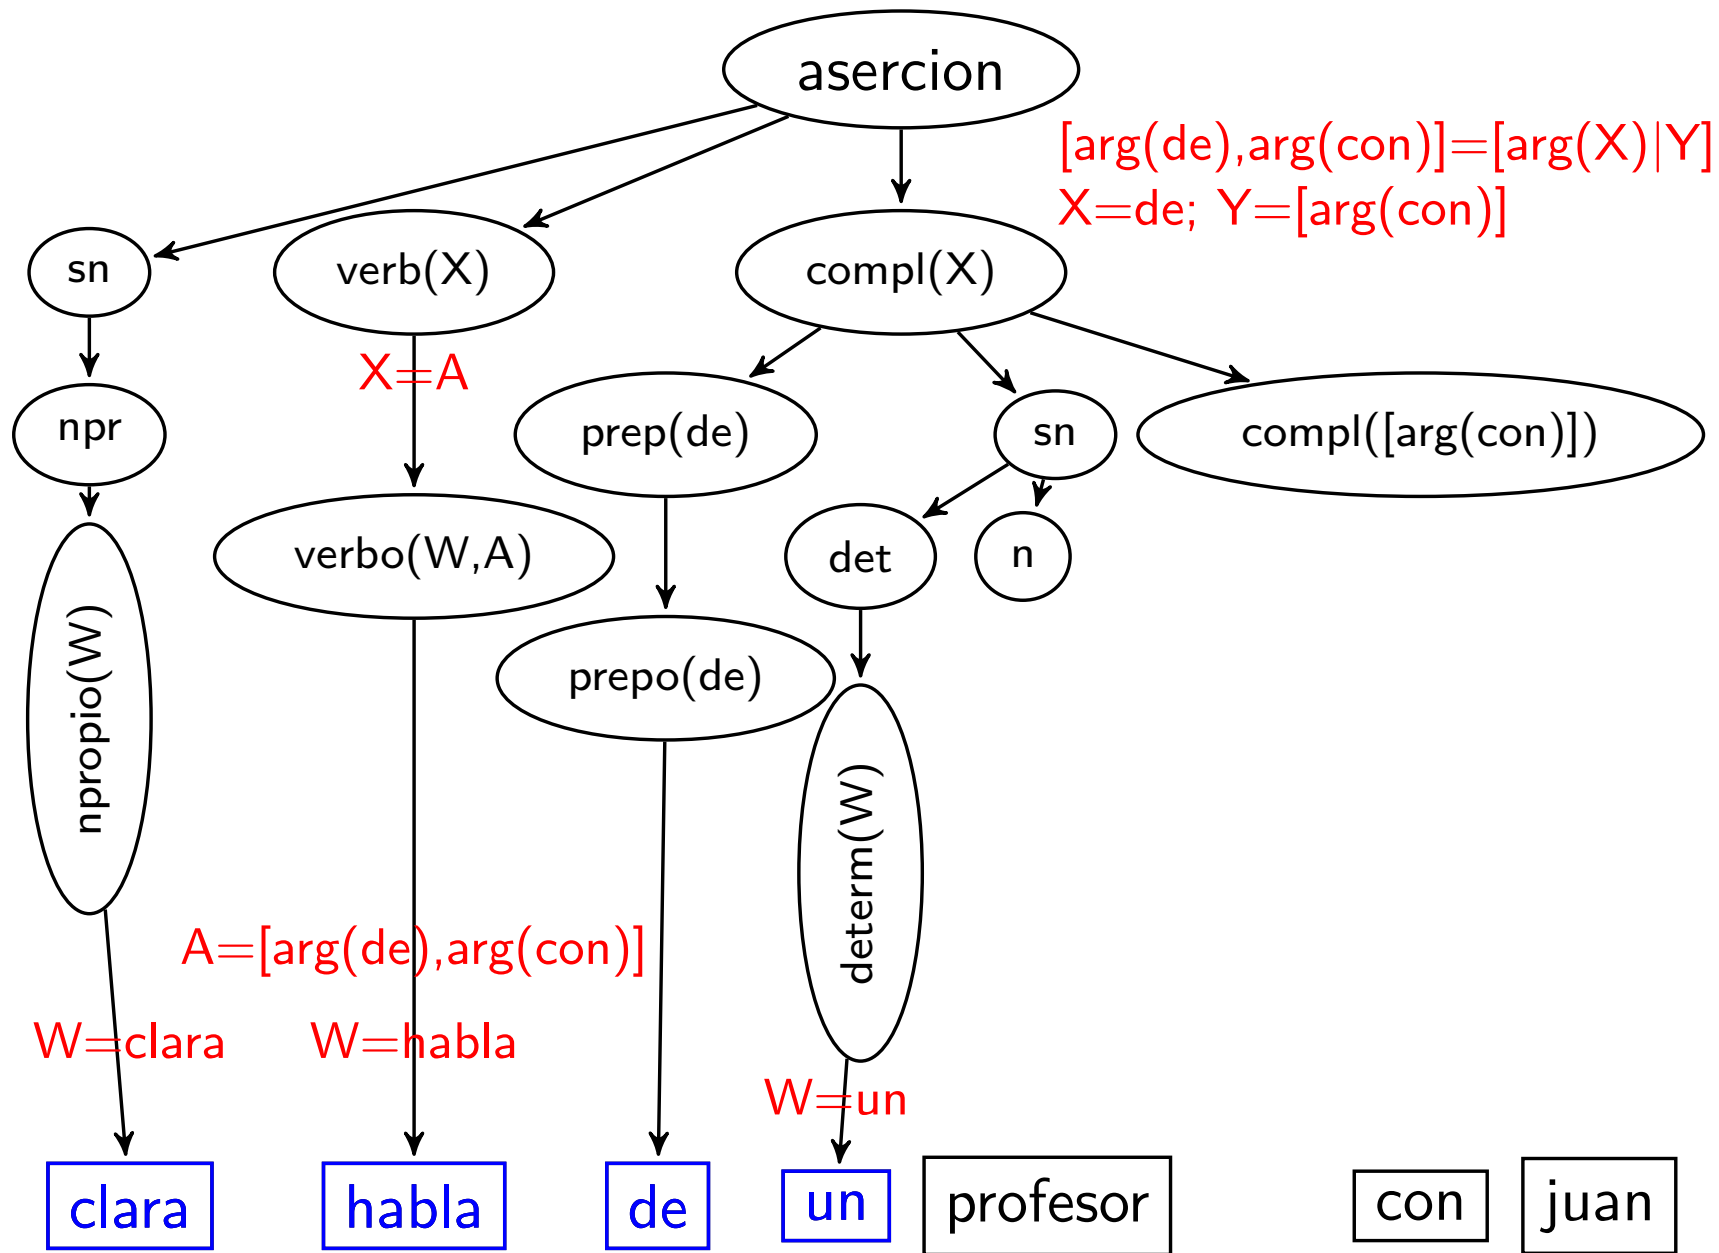 asercion
[arg(de),arg(con)]=[arg(X)|Y]
X=de; Y=[arg(con)]
sn
verb(X)
compl(X)
X=A
npr
prep(de)
sn
compl([arg(con)])
verbo(W,A)
det
n
npropio(W)
prepo(de)
determ(W)
A=[arg(de),arg(con)]
W=clara
W=habla
W=un
clara
habla
de
un
profesor
con
juan